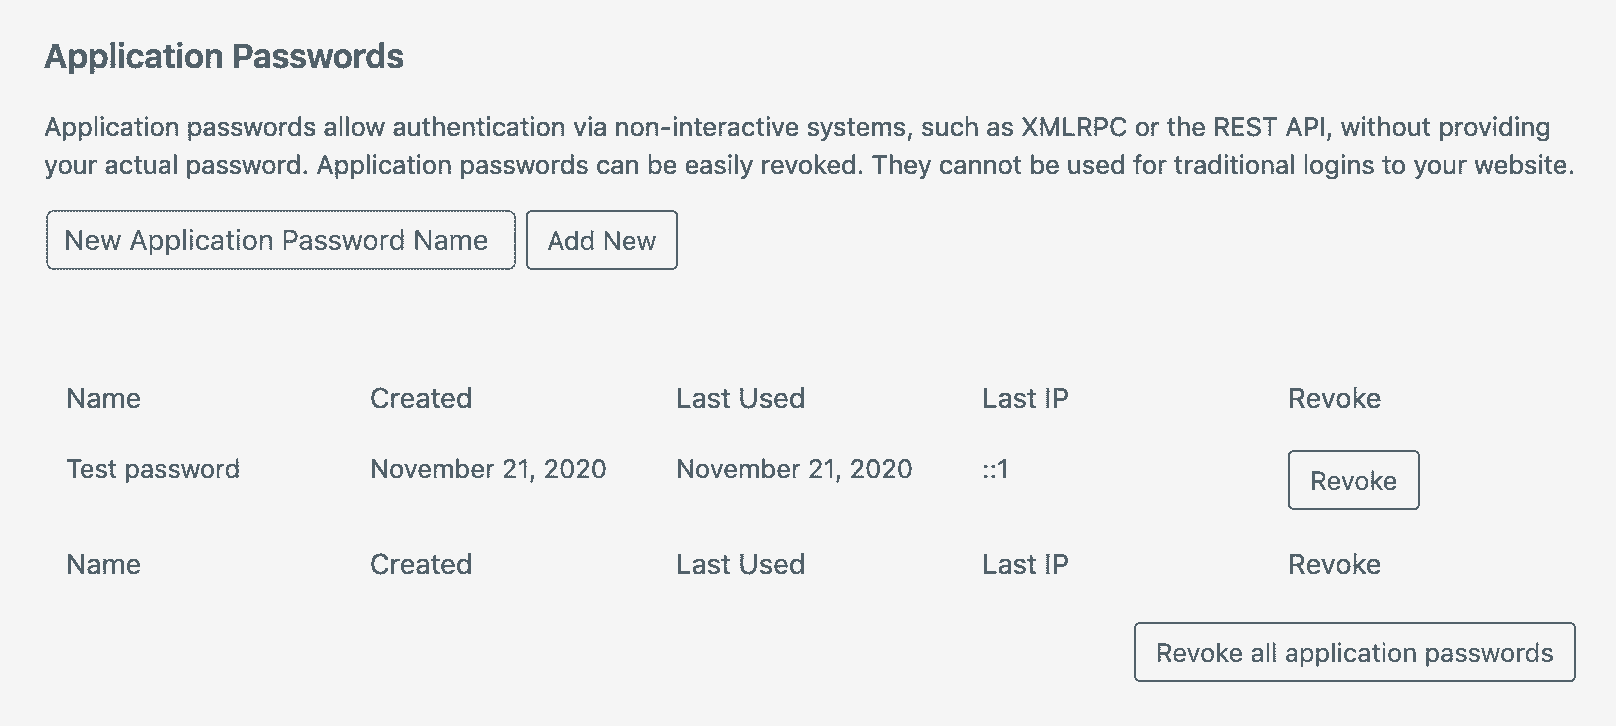 Application Passwords
Application passwords allow authentication via non-interactive systems, such as XMLRPC or the REST API, without providing
your actual password. Application passwords can be easily revoked. They cannot be used for traditional logins to your website.
New Application Password Name Add New
Name Created Last Used Last IP Revoke
Test password November 21, 2020 November 21, 2020 ::1 Revoke
Name Created Last Used Last IP Revoke
Revoke all application passwords